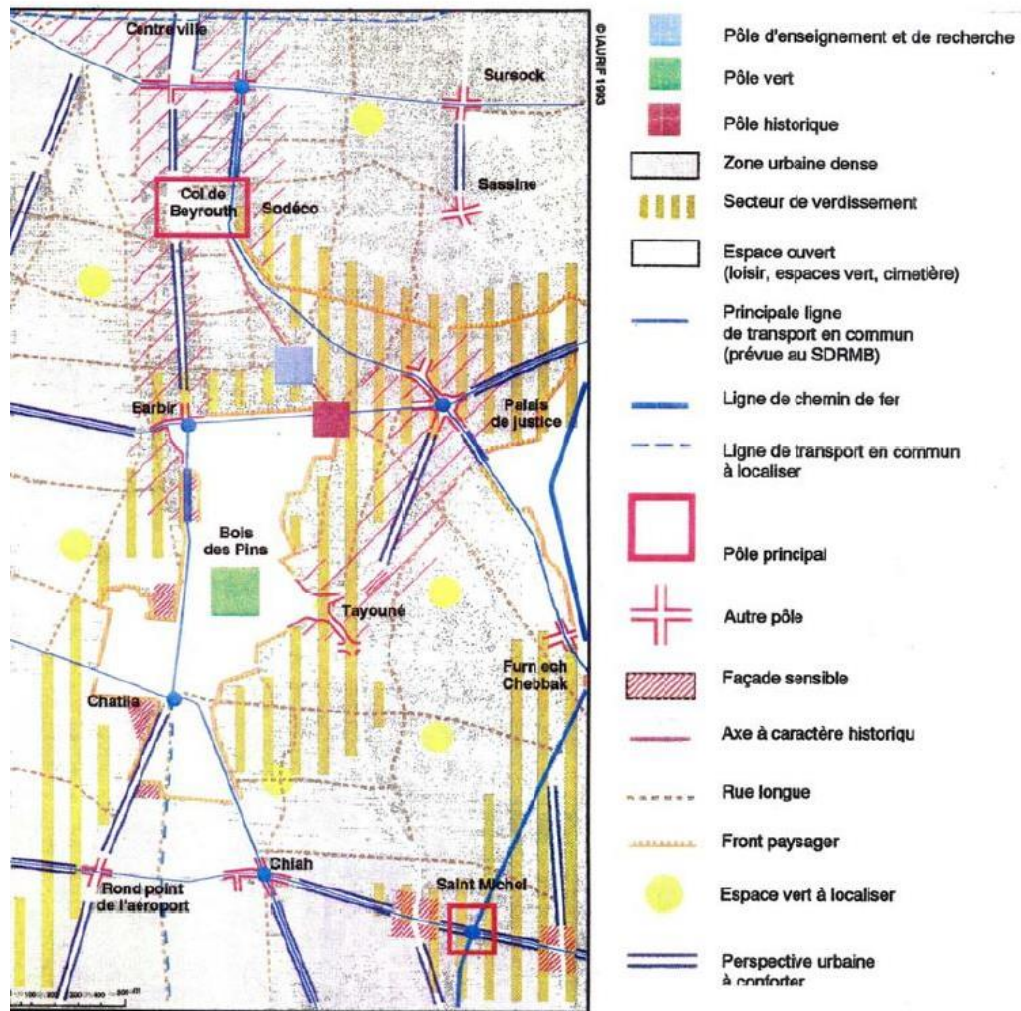 Centre ville
Sursock
© IAURIF 1993
Sassine
Col de
Beyrouth
Sodéco
Barbir
Palais
de justice
Bois
des Pins
Tayouné
Furn ech
Chebbak
Chatila
Chiah
Rond point
de l'aéroport
Saint Michel
Pôle d'enseignement et de recherche
Pôle vert
Pôle historique
Zone urbaine dense
Secteur de verdissement
Espace ouvert
(loisir, espaces vert, cimetière)
Principale ligne
de transport en commun
(prévue au SDRMB)
Ligne de chemin de fer
Ligne de transport en commun
à localiser
Pôle principal
Autre pôle
Façade sensible
Axe à caractère historiqu
Rue longue
Front paysager
Espace vert à localiser
Perspective urbaine
à conforter